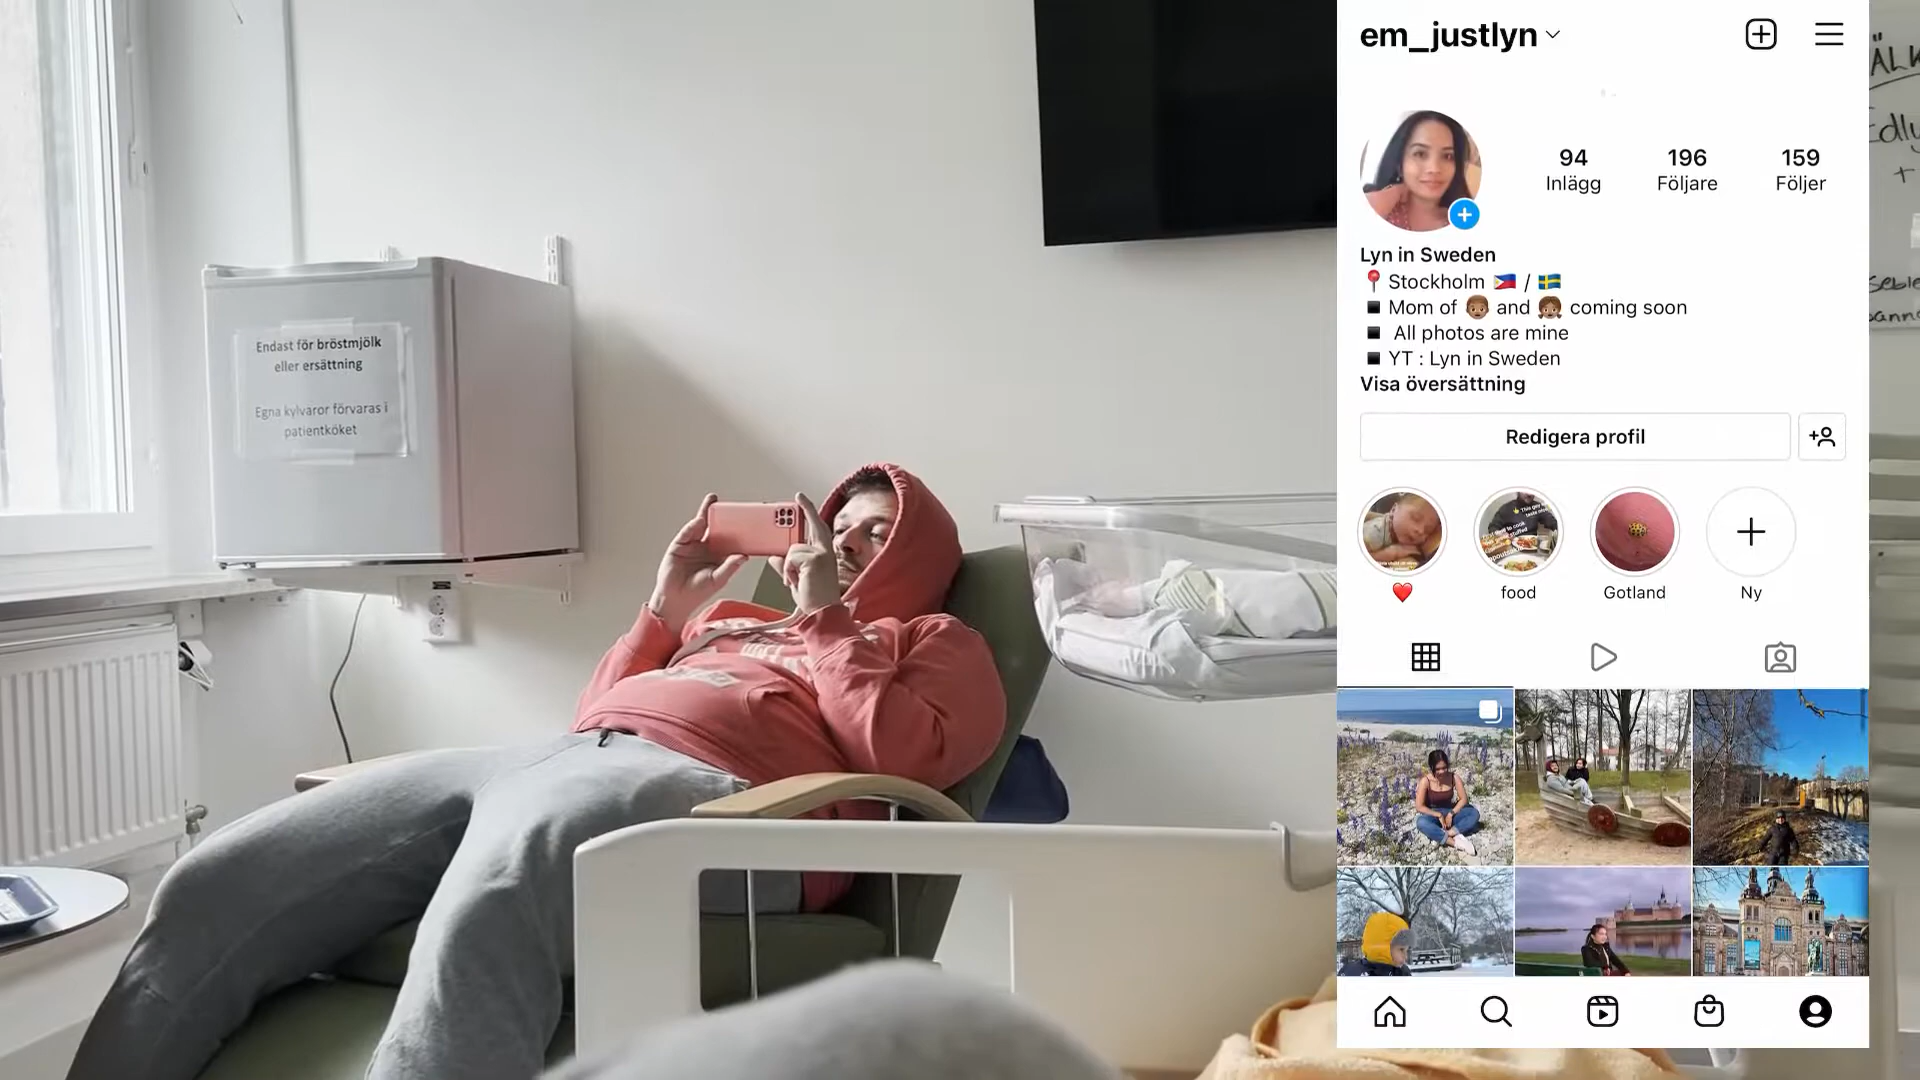 Endast för bröstmjölk
eller ersättning
Egna kylvaror förvaras i
patientköket
em_justlyn
94
Inlägg
196
Följare
159
Följer
Lyn in Sweden
📍 Stockholm 🇵🇭 / 🇸🇪
◾ Mom of 👦🏽 and 👧🏽 coming soon
◾ All photos are mine
◾ YT : Lyn in Sweden
Visa översättning
Redigera profil
❤️
food
Gotland
Ny